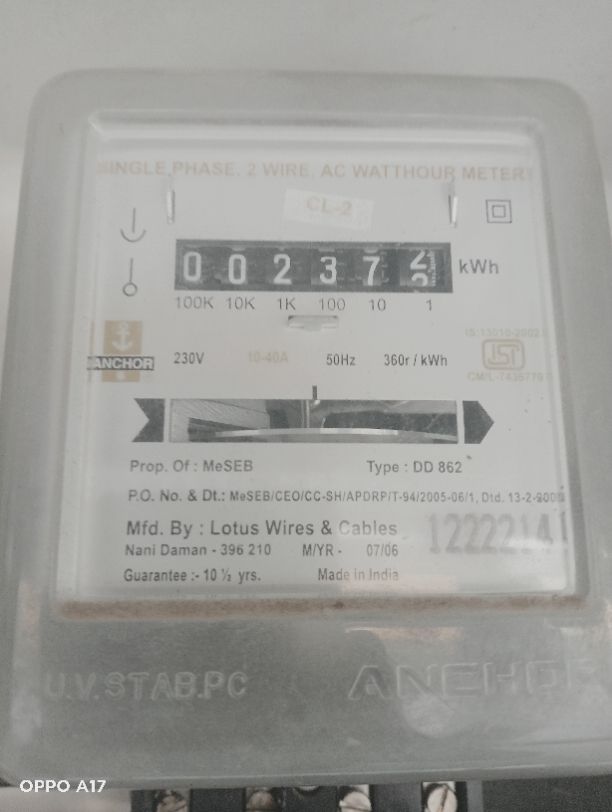 SINGLE PHASE, 2 WIRE, AC WATTHOUR METER
CL-2
0 0 2 3 7 2 kWh
100K 10K 1K 100 10 1
ANCHOR 230V 10-40A 50Hz 360r / kWh
IS:13010-2002
ISI
Prop. Of : MeSEB Type : DD 862
P.O. No. & Dt.: MeSEB/CEO/CC-SH/APDRP/T-94/2005-06/1, Dtd. 13-2-2006
Mfd. By : Lotus Wires & Cables
12222141
Nani Daman - 396 210 M/YR - 07/06
Guarantee :- 10 ½ yrs. Made in India
U.V.STAB.PC ANCHOR
OPPO A17